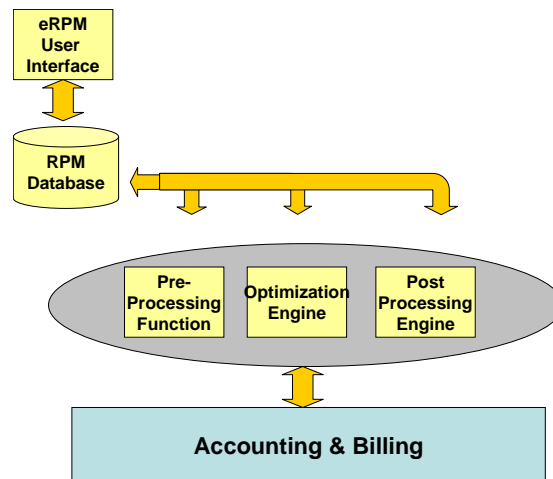 eRPM
User
Interface
RPM
Database
Pre-
Processing
Function
Optimization
Engine
Post
Processing
Engine
Accounting & Billing